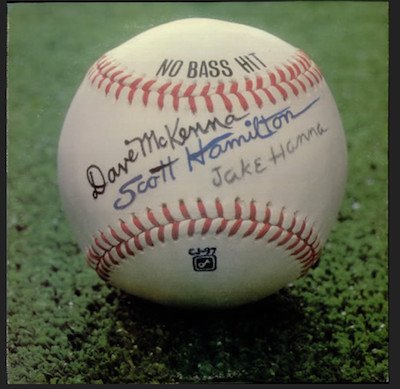 NO BASS HIT
Dave McKenna
Scott Hamilton
Jake Hanna
CJ-97